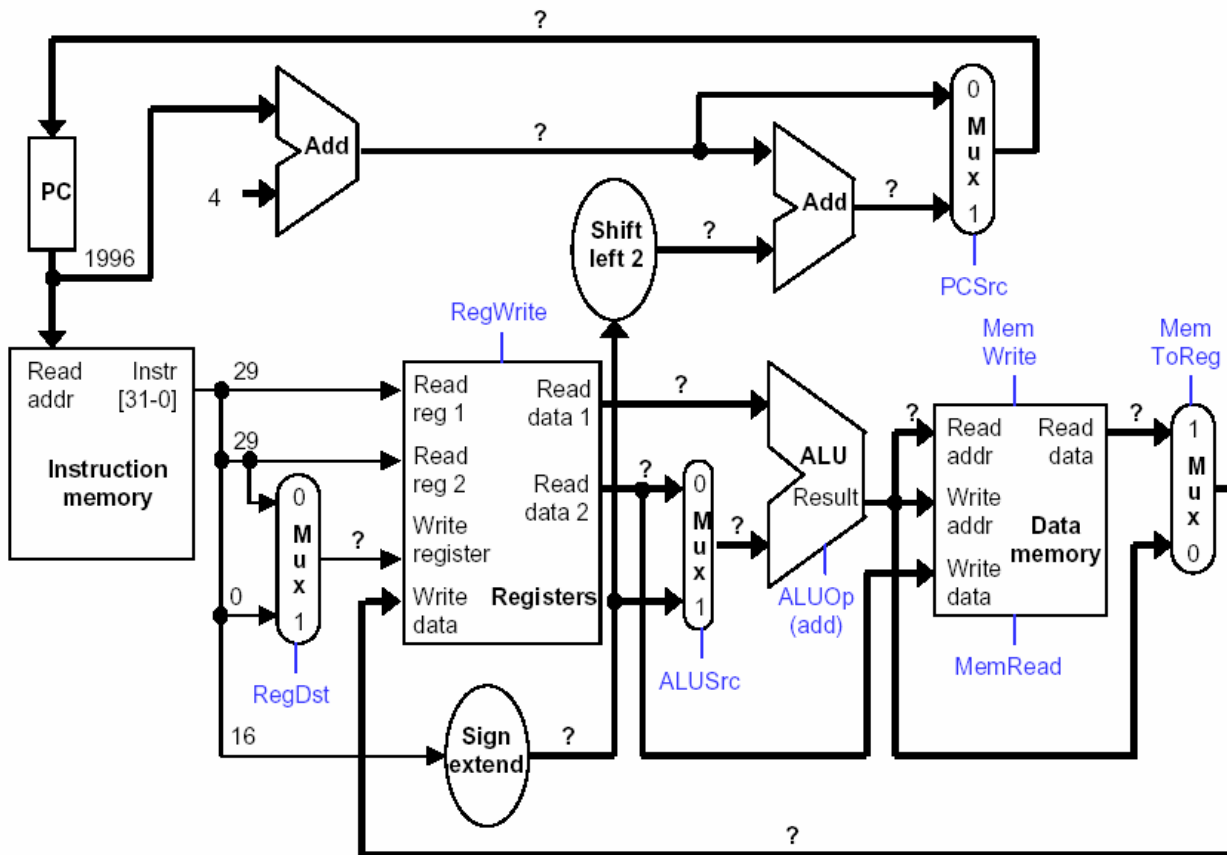 ?
0
M
u
x
1
Add
?
PC
4
Add
?
Shift
left 2
?
1996
PCSrc
RegWrite
Mem
Write
Mem
ToReg
Read
addr
Instr
[31-0]
Instruction
memory
29
29
0
16
0
M
u
x
1
RegDst
?
Read
reg 1
Read
reg 2
Write
register
Write
data
Read
data 1
Read
data 2
Registers
?
?
0
M
u
x
1
ALUSrc
?
ALU
Result
ALUOp
(add)
?
Read
addr
Write
addr
Write
data
Read
data
Data
memory
MemRead
?
1
M
u
x
0
Sign
extend
?
?